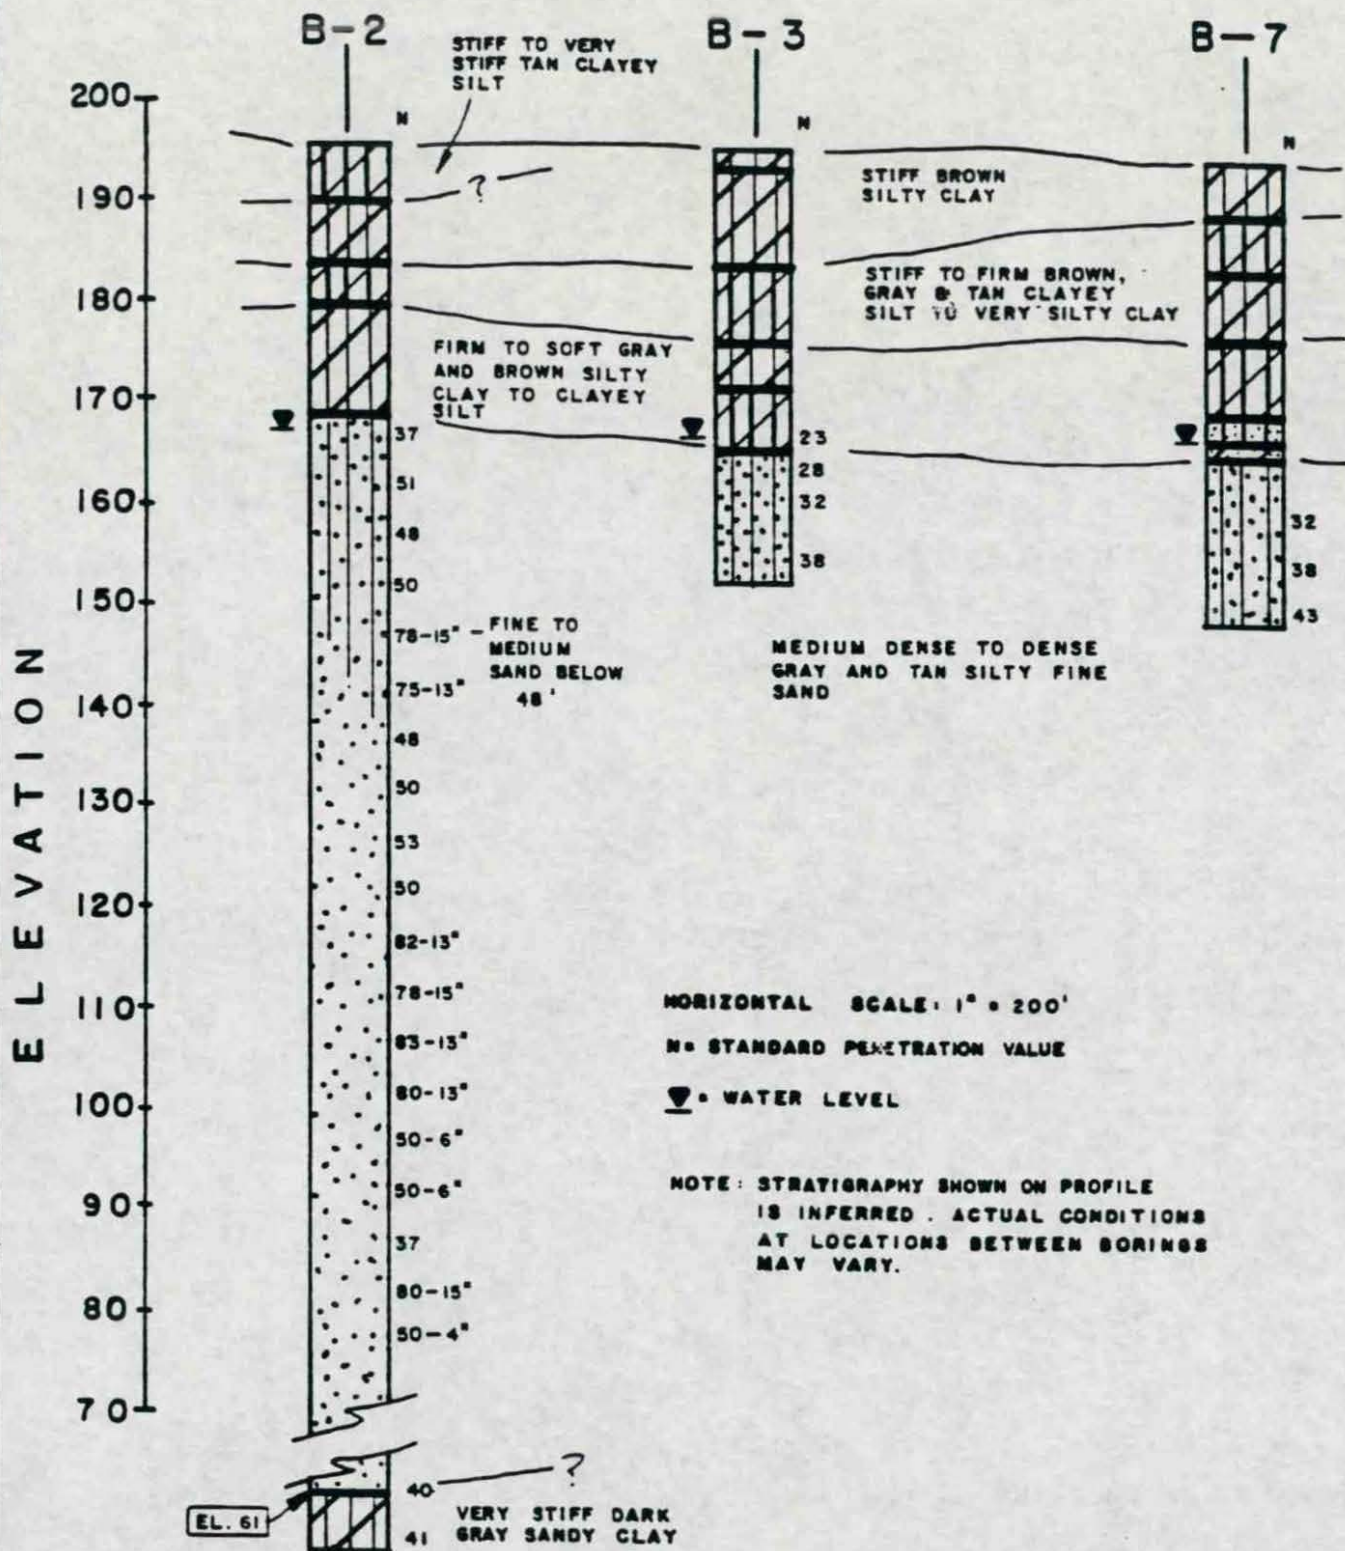 B-2
B-3
B-7
STIFF TO VERY
STIFF TAN CLAYEY
SILT
N
N
N
200
190
180
170
160
150
140
130
120
110
100
90
80
70
ELEVATION
?
STIFF BROWN
SILTY CLAY
STIFF TO FIRM BROWN,
GRAY & TAN CLAYEY
SILT TO VERY SILTY CLAY
FIRM TO SOFT GRAY
AND BROWN SILTY
CLAY TO CLAYEY
SILT
37
51
48
50
78-15"
75-13"
48
50
53
50
82-13"
78-15"
83-13"
80-13"
50-6"
50-6"
37
80-15"
50-4"
FINE TO
MEDIUM
SAND BELOW
48'
23
28
32
38
32
38
43
MEDIUM DENSE TO DENSE
GRAY AND TAN SILTY FINE
SAND
HORIZONTAL SCALE: 1" = 200'
N= STANDARD PENETRATION VALUE
= WATER LEVEL
NOTE: STRATIGRAPHY SHOWN ON PROFILE
IS INFERRED. ACTUAL CONDITIONS
AT LOCATIONS BETWEEN BORINGS
MAY VARY.
40
?
EL. 61
41
VERY STIFF DARK
GRAY SANDY CLAY